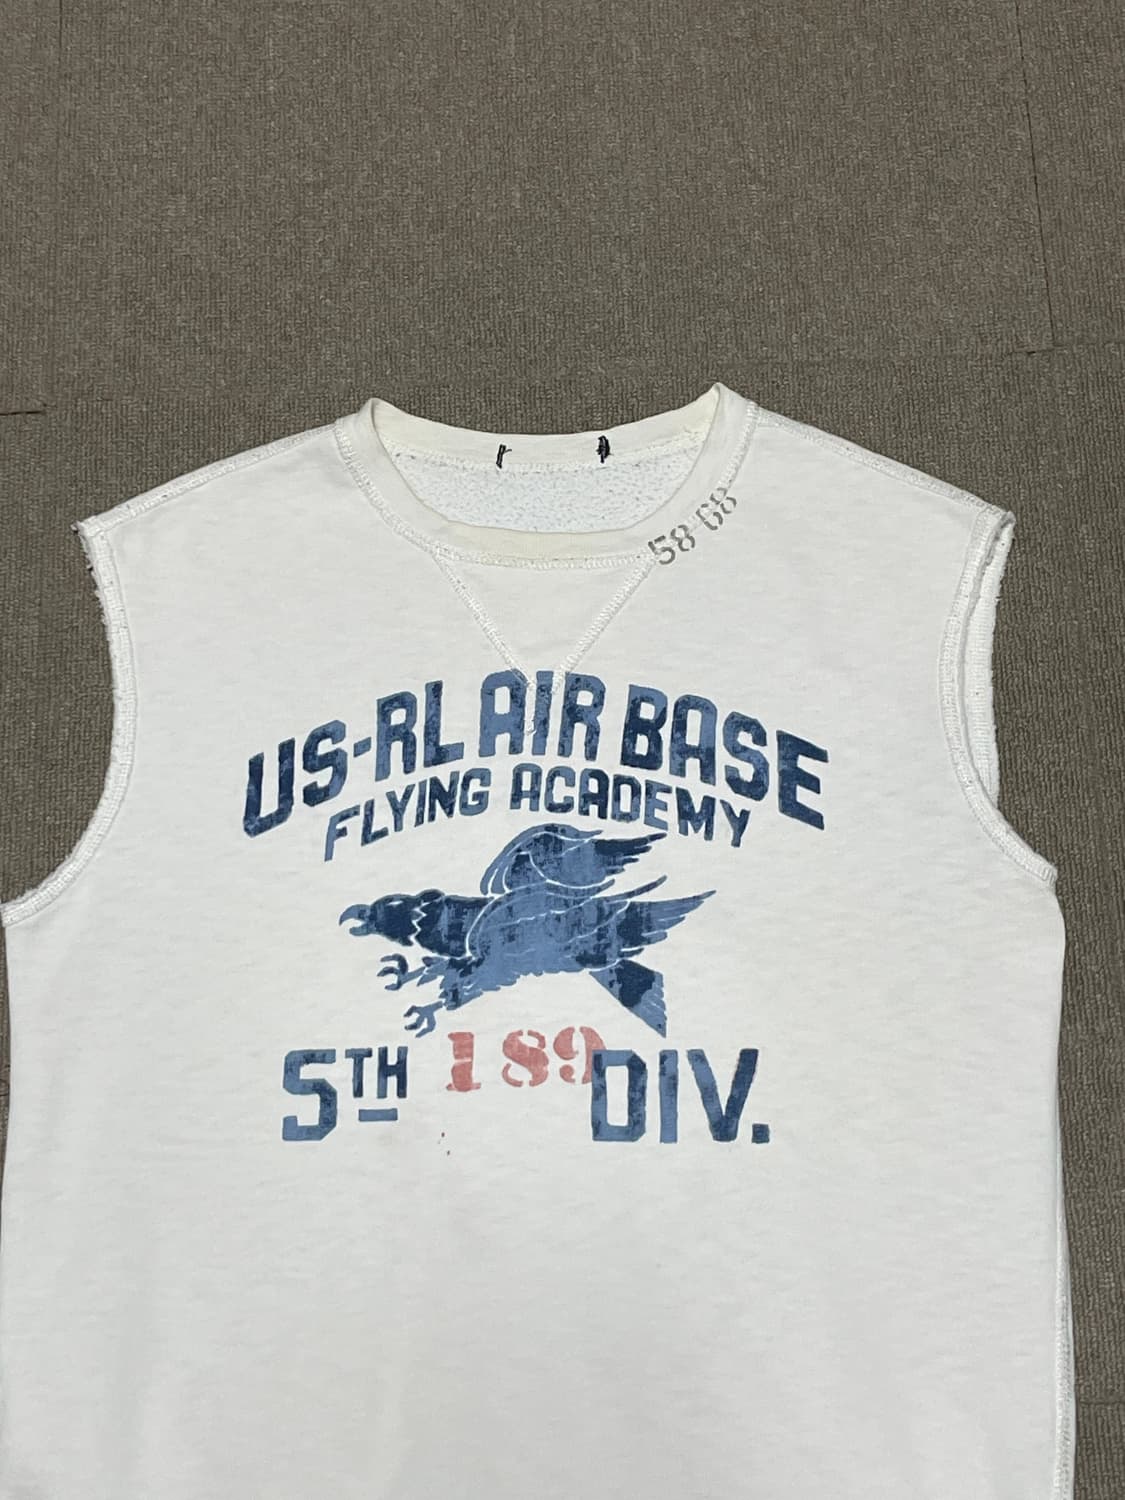 58-68
US-RL AIR BASE
FLYING ACADEMY
5TH 189 DIV.